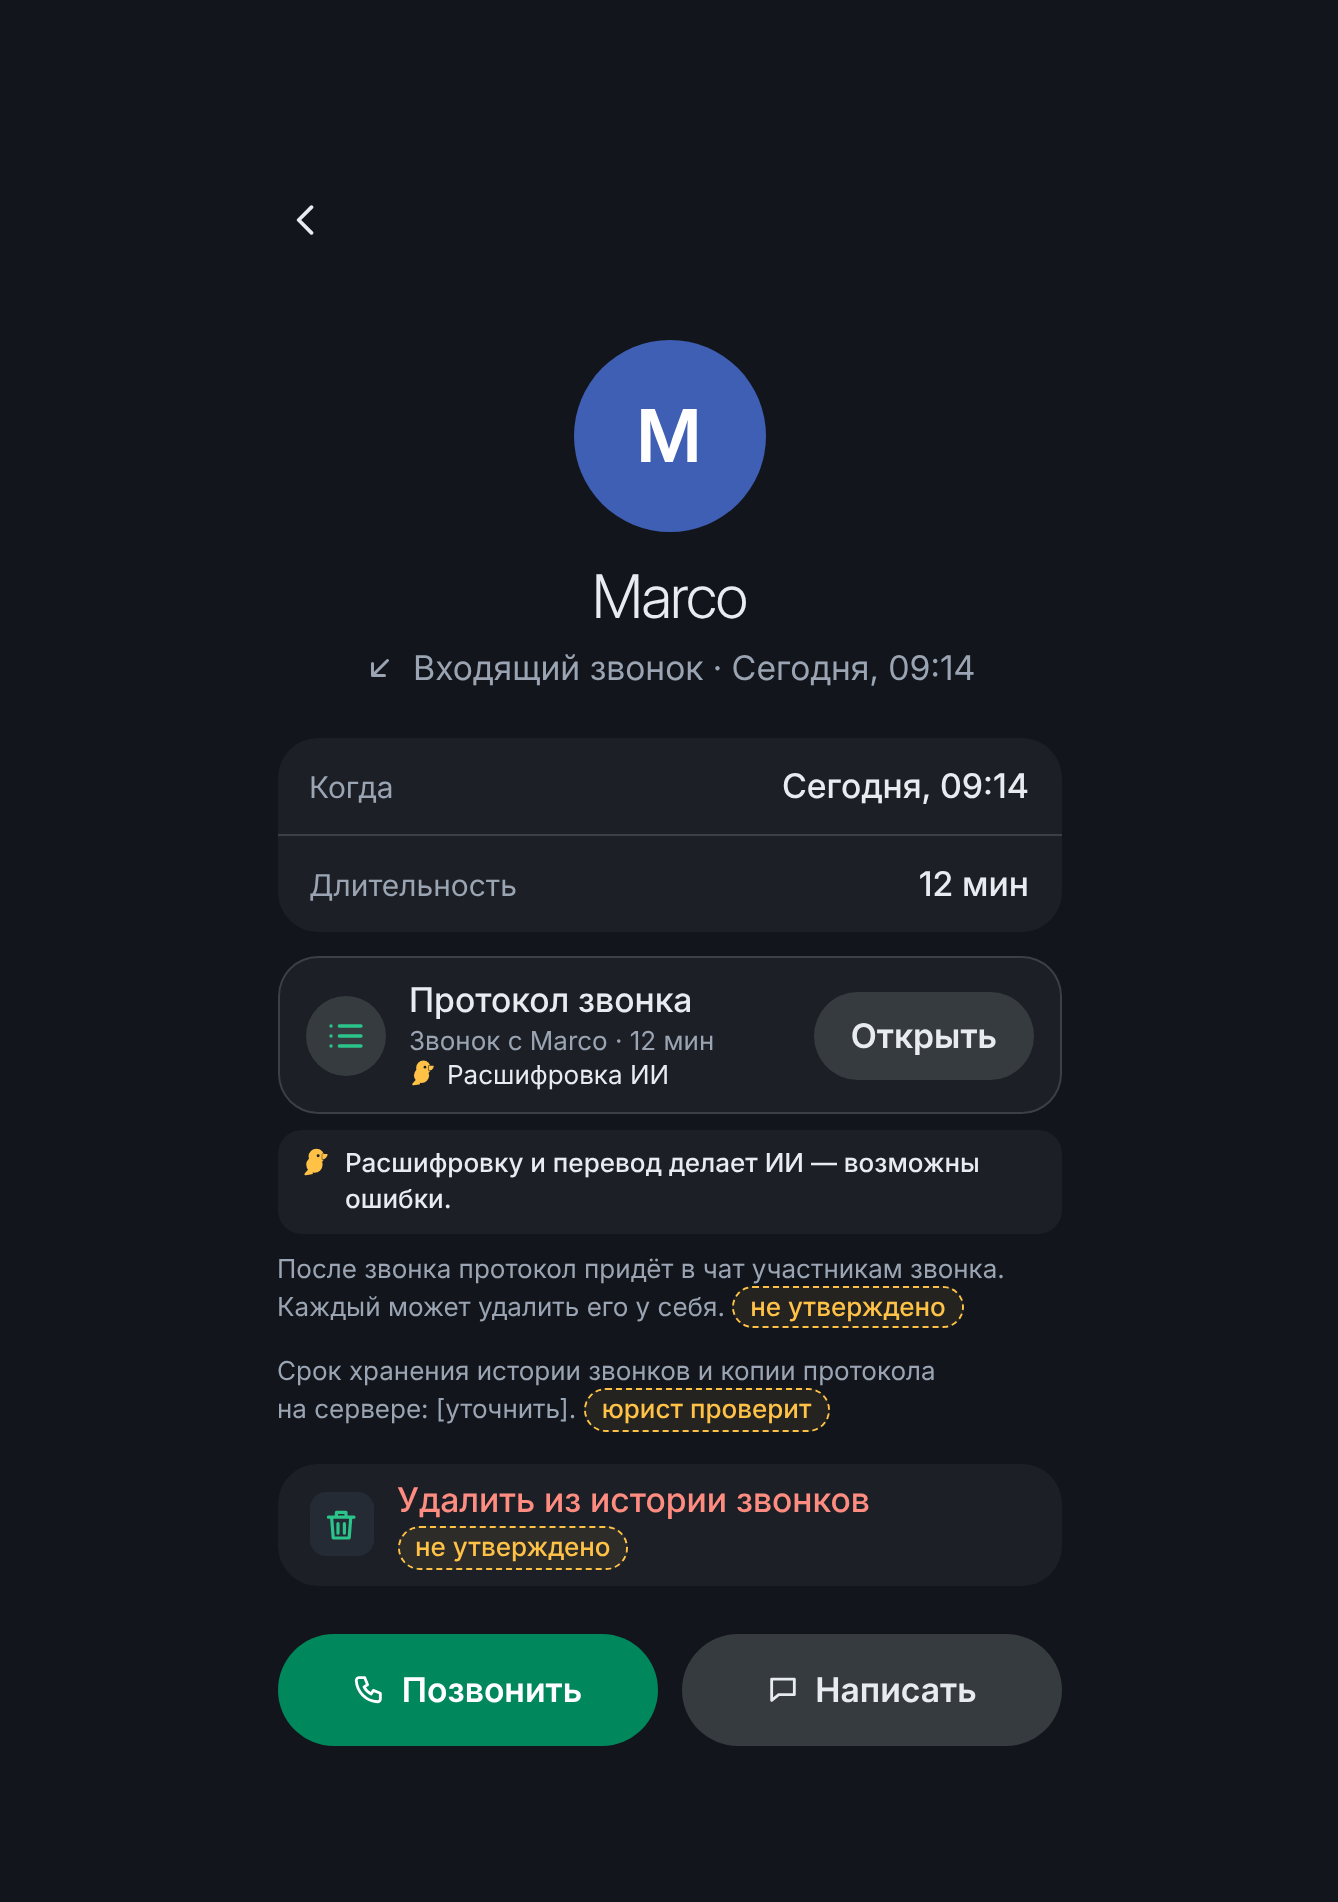 M
Marco
Входящий звонок · Сегодня, 09:14
Когда
Сегодня, 09:14
Длительность
12 мин
Протокол звонка
Звонок с Marco · 12 мин
Расшифровка ИИ
Открыть
Расшифровку и перевод делает ИИ — возможны
ошибки.
После звонка протокол придёт в чат участникам звонка.
Каждый может удалить его у себя. не утверждено
Срок хранения истории звонков и копии протокола
на сервере: [уточнить]. юрист проверит
Удалить из истории звонков
не утверждено
Позвонить
Написать